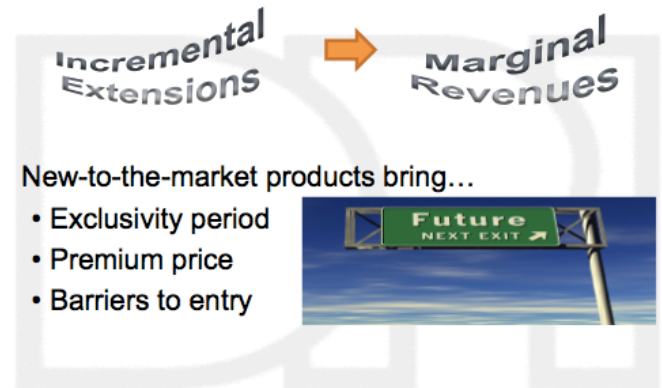 Incremental
Extensions
Marginal
Revenues
New-to-the-market products bring…
• Exclusivity period
• Premium price
• Barriers to entry
Future
NEXT EXIT